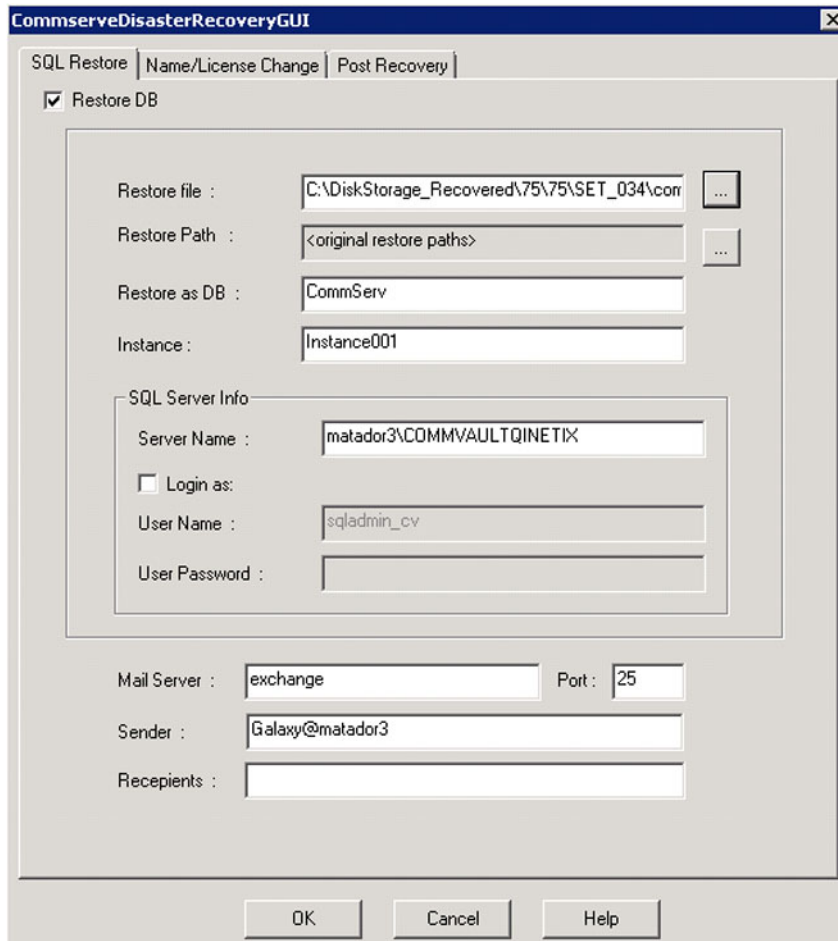 CommserveDisasterRecoveryGUI
SQL Restore Name/License Change Post Recovery
Restore DB
Restore file : C:\DiskStorage_Recovered\75\75\SET_034\com ...
Restore Path : <original restore paths> ...
Restore as DB : CommServ
Instance : Instance001
SQL Server Info
Server Name : matador3\COMMVAULTQINETIX
Login as:
User Name : sqladmin_cv
User Password :
Mail Server : exchange Port : 25
Sender : Galaxy@matador3
Recepients :
OK Cancel Help